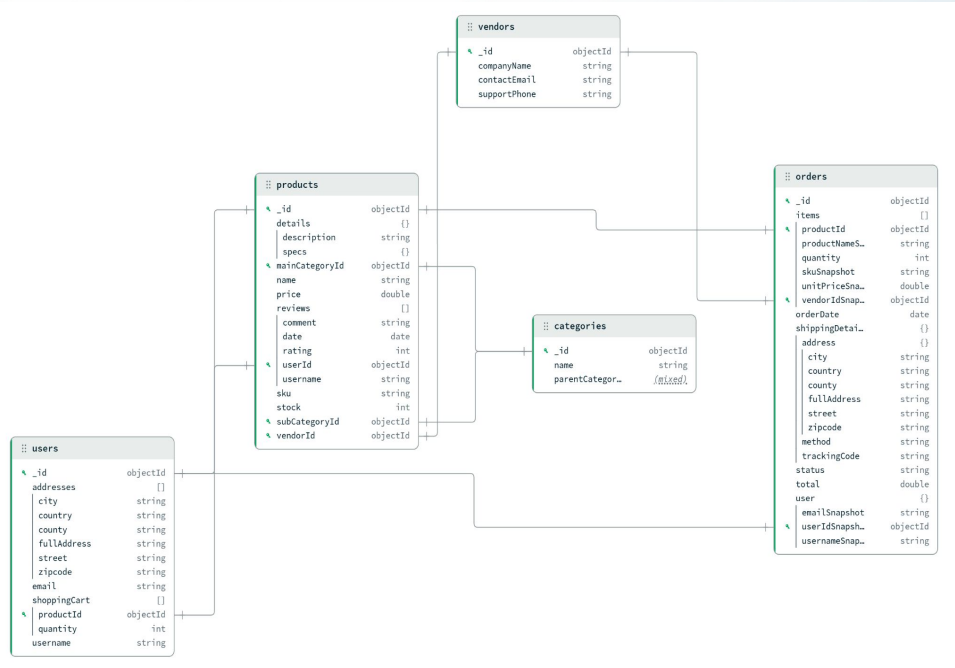 vendors
_id objectId
companyName string
contactEmail string
supportPhone string
products
_id objectId
details {}
description string
specs {}
mainCategoryId objectId
name string
price double
reviews []
comment string
date date
rating int
userId objectId
username string
sku string
stock int
subCategoryId objectId
vendorId objectId
orders
_id objectId
items []
productId objectId
productNameS… string
quantity int
skuSnapshot string
unitPriceSna… double
vendorIdSnap… objectId
orderDate date
shippingDetai… {}
address {}
city string
country string
county string
fullAddress string
street string
zipcode string
method string
trackingCode string
status string
total double
user {}
emailSnapshot string
userIdSnapsh… objectId
usernameSnap… string
categories
_id objectId
name string
parentCategor… (mixed)
users
_id objectId
addresses []
city string
country string
county string
fullAddress string
street string
zipcode string
email string
shoppingCart []
productId objectId
quantity int
username string